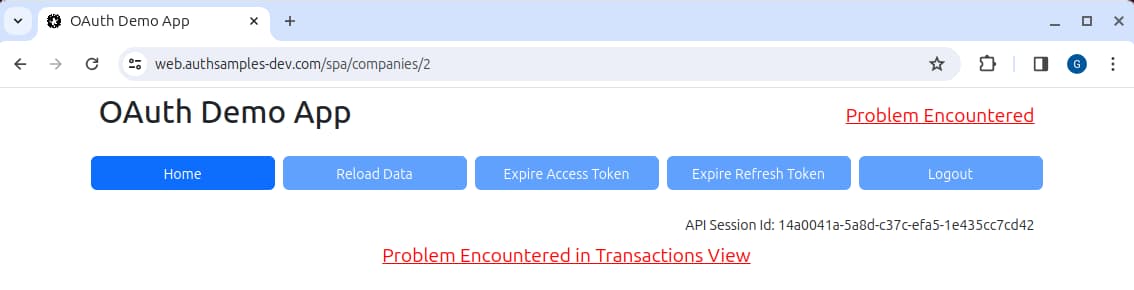 OAuth Demo App
web.authsamples-dev.com/spa/companies/2
G
OAuth Demo App
Problem Encountered
Home Reload Data Expire Access Token Expire Refresh Token Logout
API Session Id: 14a0041a-5a8d-c37c-efa5-1e435cc7cd42
Problem Encountered in Transactions View